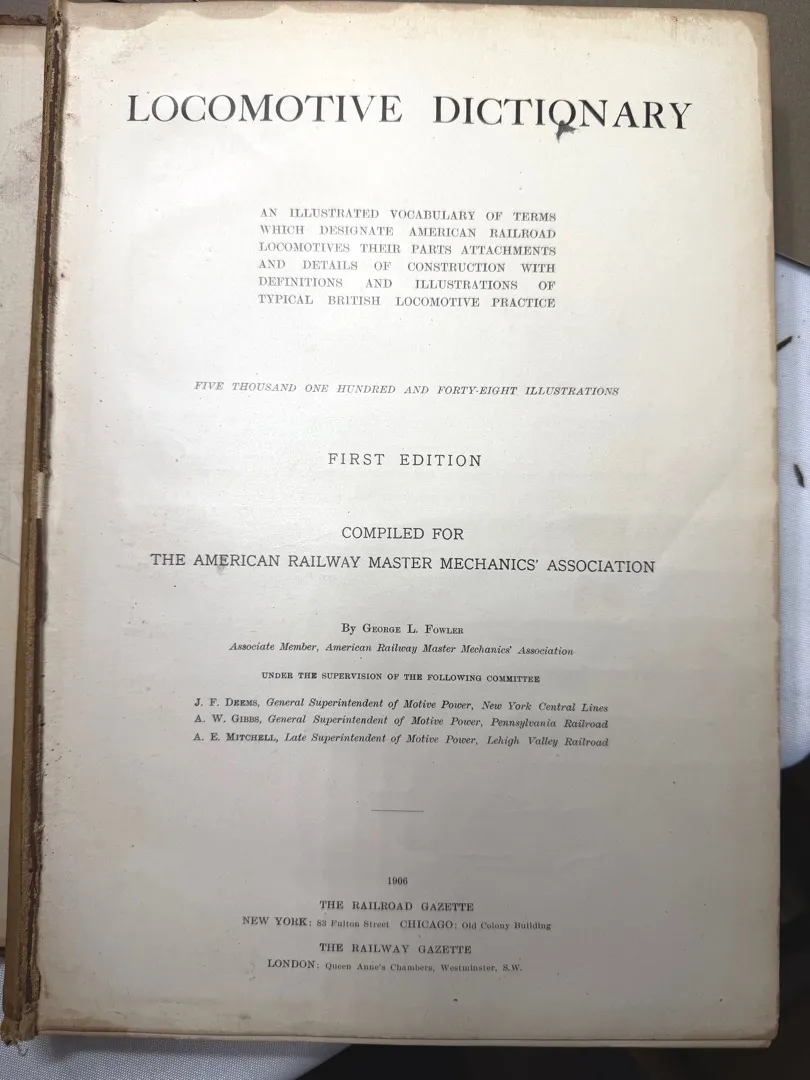 LOCOMOTIVE DICTIONARY
AN ILLUSTRATED VOCABULARY OF TERMS
WHICH DESIGNATE AMERICAN RAILROAD
LOCOMOTIVES THEIR PARTS ATTACHMENTS
AND DETAILS OF CONSTRUCTION WITH
DEFINITIONS AND ILLUSTRATIONS OF
TYPICAL BRITISH LOCOMOTIVE PRACTICE
FIVE THOUSAND ONE HUNDRED AND FORTY-EIGHT ILLUSTRATIONS
FIRST EDITION
COMPILED FOR
THE AMERICAN RAILWAY MASTER MECHANICS' ASSOCIATION
By GEORGE L. FOWLER
Associate Member, American Railway Master Mechanics' Association
UNDER THE SUPERVISION OF THE FOLLOWING COMMITTEE
J. F. DEEMS, General Superintendent of Motive Power, New York Central Lines
A. W. GIBBS, General Superintendent of Motive Power, Pennsylvania Railroad
A. E. MITCHELL, Late Superintendent of Motive Power, Lehigh Valley Railroad
1906
THE RAILROAD GAZETTE
NEW YORK: 83 Fulton Street CHICAGO: Old Colony Building
THE RAILWAY GAZETTE
LONDON: Queen Anne's Chambers, Westminster, S.W.